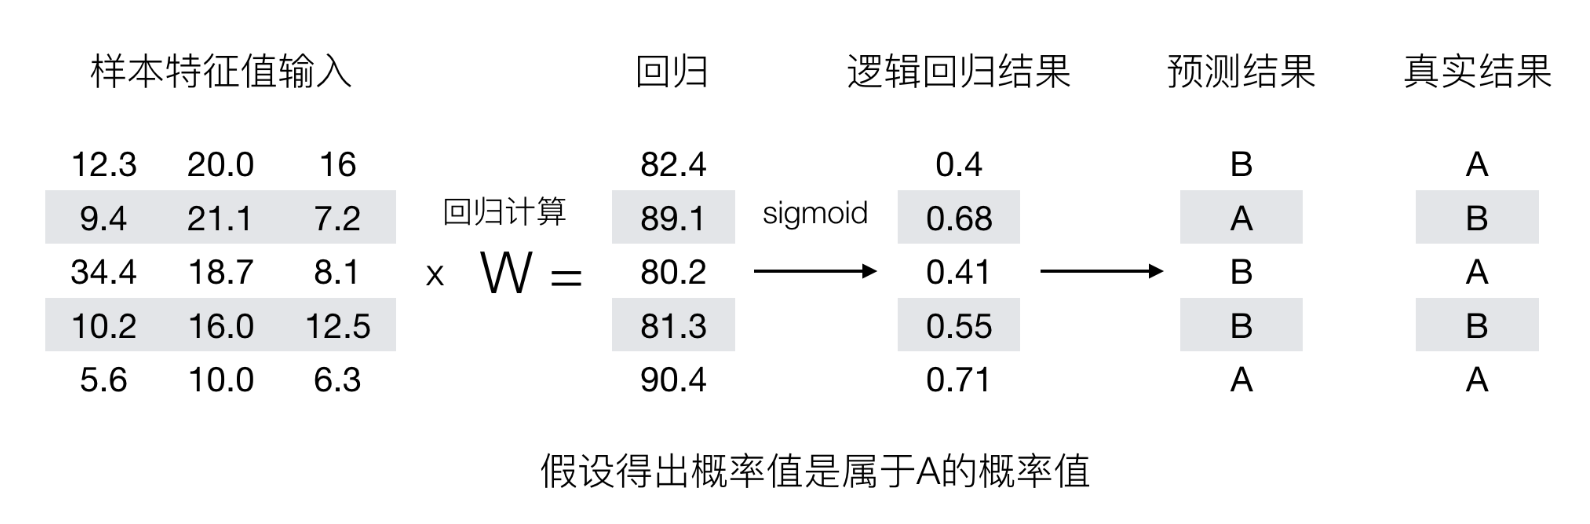 样本特征值输入 回归 逻辑回归结果 预测结果 真实结果
12.3 20.0 16 82.4 0.4 B A
9.4 21.1 7.2 回归计算 89.1 sigmoid 0.68 A B
34.4 18.7 8.1 x W = 80.2 0.41 B A
10.2 16.0 12.5 81.3 0.55 B B
5.6 10.0 6.3 90.4 0.71 A A
假设得出概率值是属于A的概率值